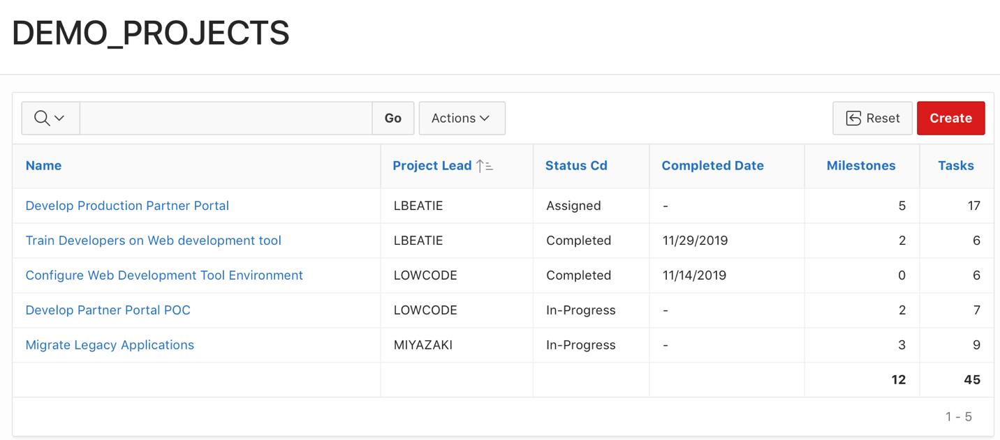 DEMO_PROJECTS
Go Actions Reset Create
Name Project Lead Status Cd Completed Date Milestones Tasks
Develop Production Partner Portal LBEATIE Assigned - 5 17
Train Developers on Web development tool LBEATIE Completed 11/29/2019 2 6
Configure Web Development Tool Environment LOWCODE Completed 11/14/2019 0 6
Develop Partner Portal POC LOWCODE In-Progress - 2 7
Migrate Legacy Applications MIYAZAKI In-Progress - 3 9
12 45
1 - 5